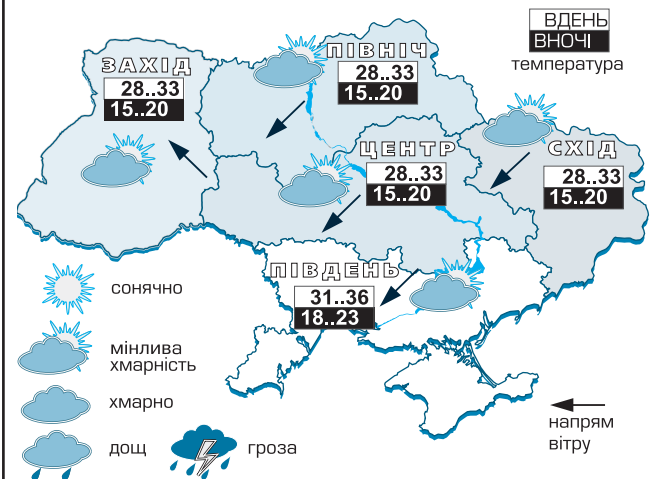 ВДЕНЬ
ВНОЧІ
температура
ПІВНІЧ
28..33
15..20
ЗАХІД
28..33
15..20
ЦЕНТР
28..33
15..20
СХІД
28..33
15..20
ПІВДЕНЬ
31..36
18..23
сонячно
мінлива
хмарність
хмарно
дощ
гроза
напрям
вітру